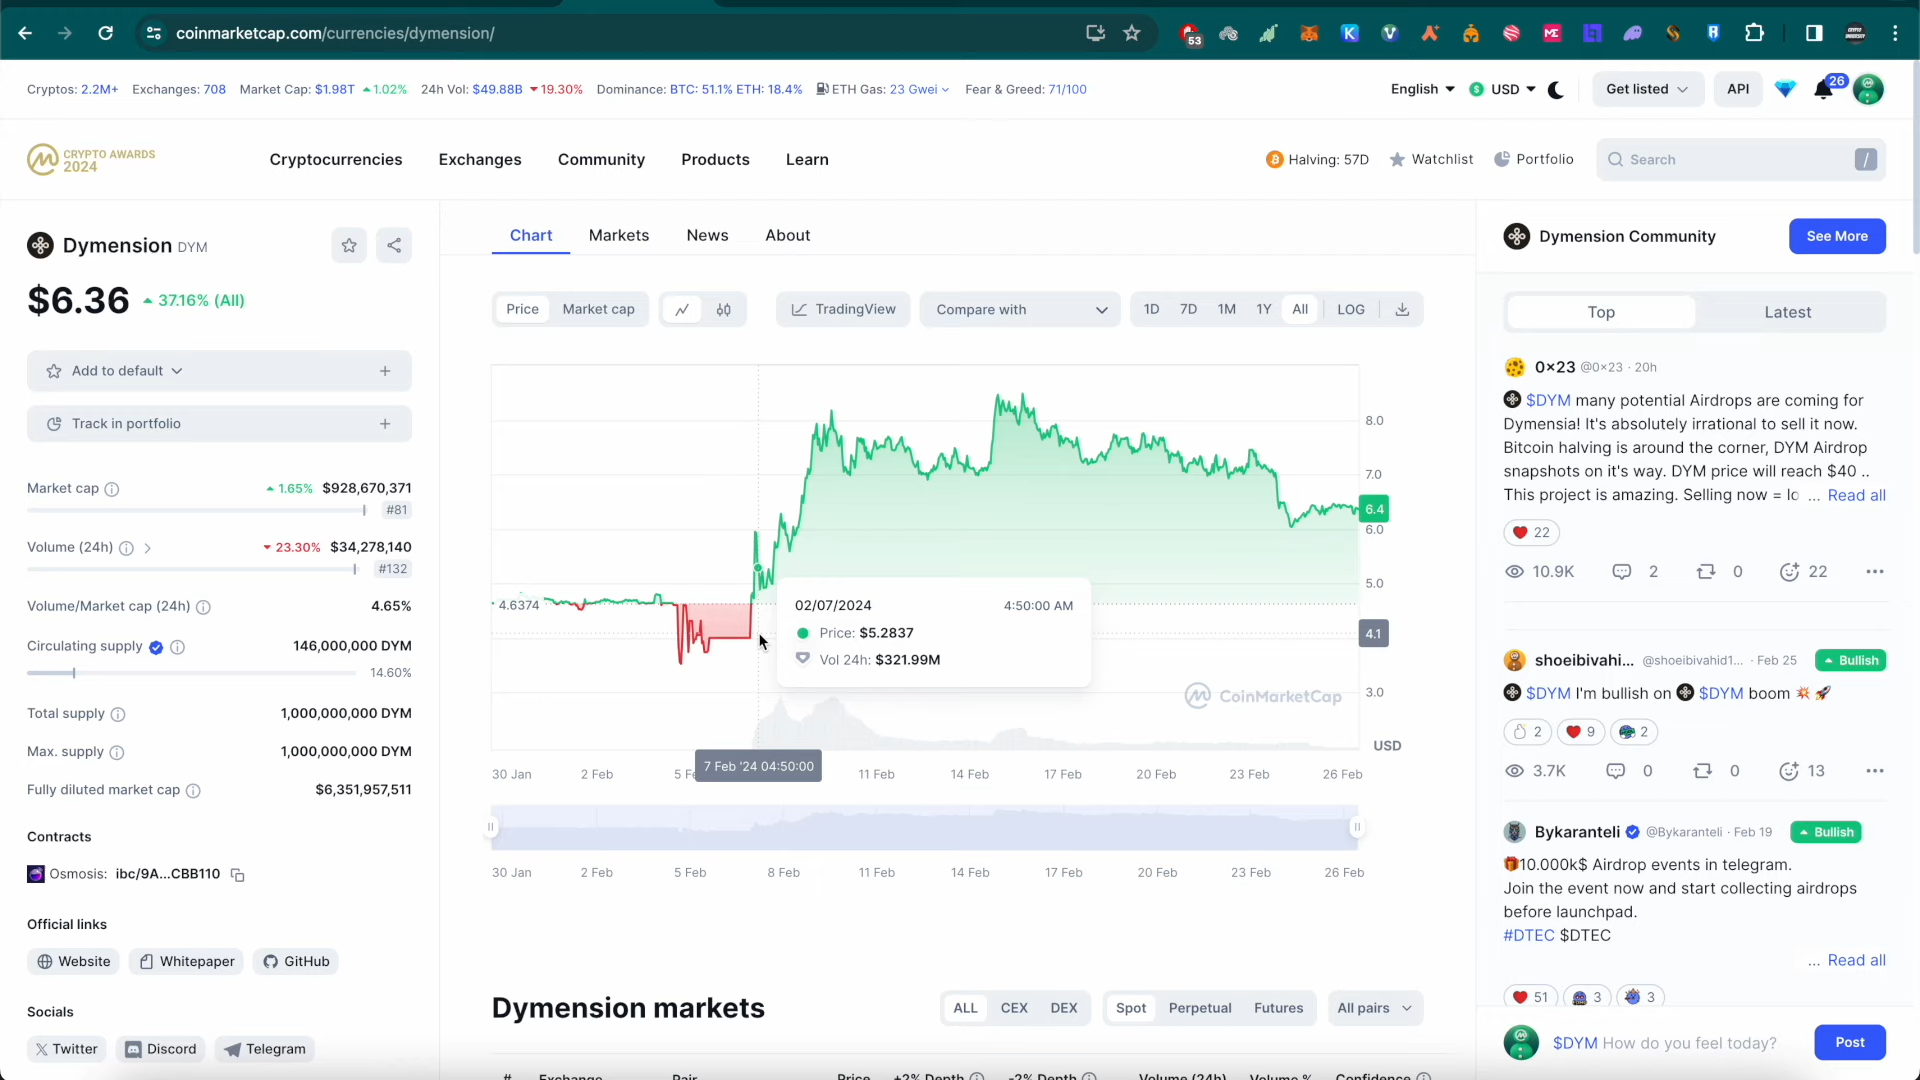 coinmarketcap.com/currencies/dymension/
53
Cryptos: 2.2M+ Exchanges: 708 Market Cap: $1.98T 1.02% 24h Vol: $49.88B 19.30% Dominance: BTC: 51.1% ETH: 18.4% ETH Gas: 23 Gwei Fear & Greed: 71/100
English USD Get listed API 26
CRYPTO AWARDS
2024
Cryptocurrencies Exchanges Community Products Learn
Halving: 57D Watchlist Portfolio Search /
Dymension DYM
$6.36 37.16% (All)
Add to default +
Track in portfolio +
Market cap 1.65% $928,670,371
#81
Volume (24h) 23.30% $34,278,140
#132
Volume/Market cap (24h) 4.65%
Circulating supply 146,000,000 DYM
14.60%
Total supply 1,000,000,000 DYM
Max. supply 1,000,000,000 DYM
Fully diluted market cap $6,351,957,511
Contracts
Osmosis: ibc/9A...CBB110
Official links
Website Whitepaper GitHub
Socials
Twitter Discord Telegram
Chart Markets News About
Price Market cap TradingView Compare with 1D 7D 1M 1Y All LOG
8.0
7.0
6.4
6.0
5.0
4.6374
4.1
3.0
02/07/2024 4:50:00 AM
Price: $5.2837
Vol 24h: $321.99M
CoinMarketCap
USD
7 Feb '24 04:50:00
30 Jan 2 Feb 5 Fe 11 Feb 14 Feb 17 Feb 20 Feb 23 Feb 26 Feb
30 Jan 2 Feb 5 Feb 8 Feb 11 Feb 14 Feb 17 Feb 20 Feb 23 Feb 26 Feb
Dymension markets
ALL CEX DEX Spot Perpetual Futures All pairs
# Exchange Pair Price +2% Depth -2% Depth Volume (24h) Volume % Confidence
Dymension Community See More
Top Latest
0×23 @0×23 · 20h
$DYM many potential Airdrops are coming for
Dymensia! It's absolutely irrational to sell it now.
Bitcoin halving is around the corner, DYM Airdrop
snapshots on it's way. DYM price will reach $40 ..
This project is amazing. Selling now = lo ... Read all
22
10.9K 2 0 22
shoeibivahi... @shoeibivahid1... · Feb 25 Bullish
$DYM I'm bullish on $DYM boom
2 9 2
3.7K 0 0 13
Bykaranteli @Bykaranteli · Feb 19 Bullish
10.000k$ Airdrop events in telegram.
Join the event now and start collecting airdrops
before launchpad.
#DTEC $DTEC
... Read all
51 3 3
$DYM How do you feel today? Post